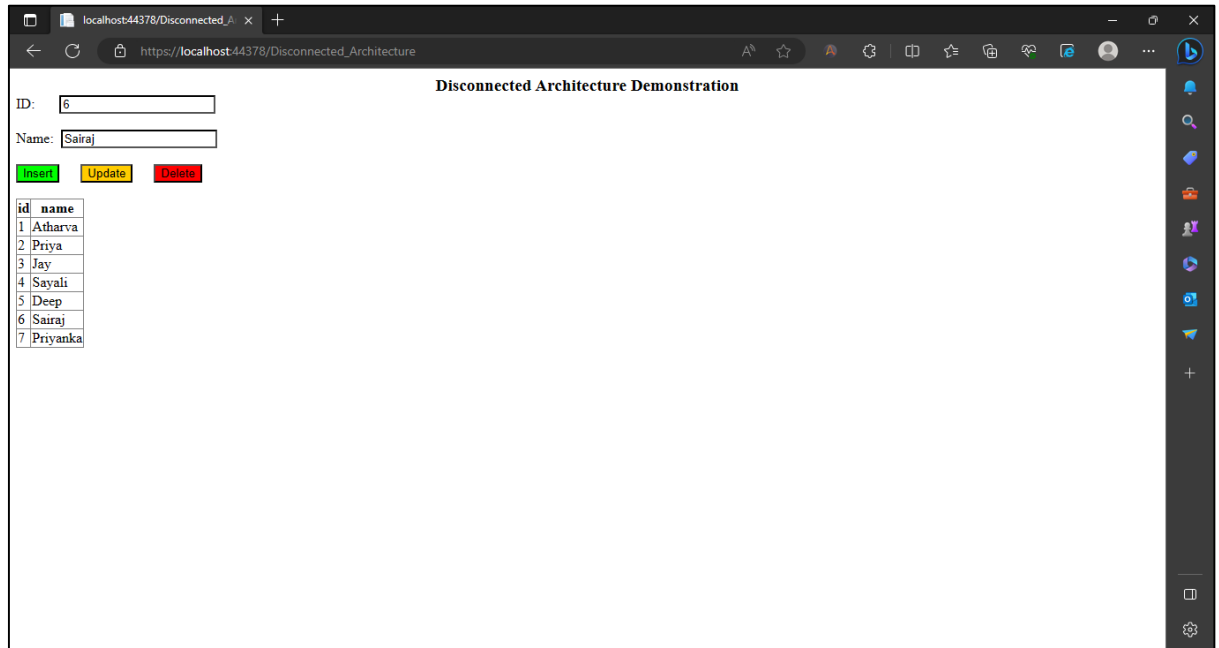 localhost:44378/Disconnected_A
https://localhost:44378/Disconnected_Architecture
Disconnected Architecture Demonstration
ID: 6
Name: Sairaj
Insert Update Delete
id name
1 Atharva
2 Priya
3 Jay
4 Sayali
5 Deep
6 Sairaj
7 Priyanka